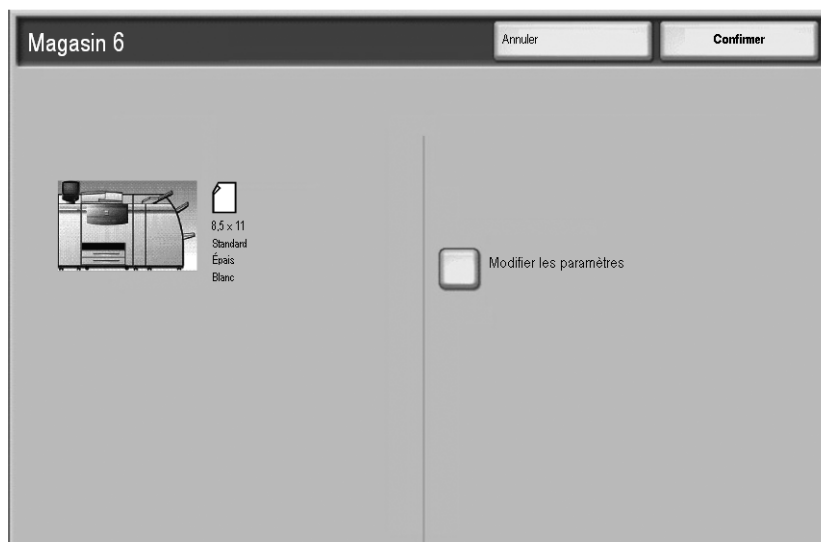 Magasin 6
Annuler
Confirmer
8,5 x 11
Standard
Épais
Blanc
Modifier les paramètres